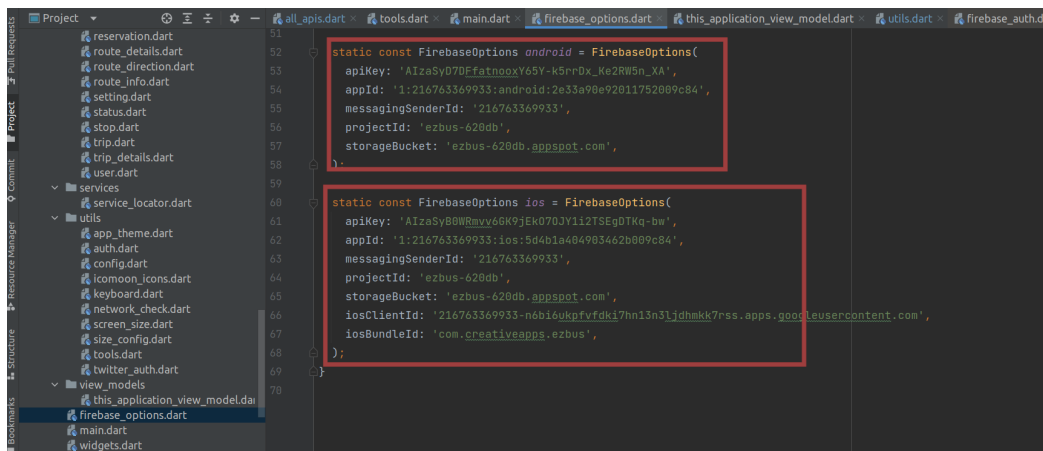 Project
all_apis.dart × tools.dart × main.dart × firebase_options.dart × this_application_view_model.dart × utils.dart × firebase_auth.d
Pull Requests
Project
Commit
Resource Manager
Structure
Bookmarks
reservation.dart
route_details.dart
route_direction.dart
route_info.dart
setting.dart
status.dart
stop.dart
trip.dart
trip_details.dart
user.dart
services
service_locator.dart
utils
app_theme.dart
auth.dart
config.dart
icomoon_icons.dart
keyboard.dart
network_check.dart
screen_size.dart
size_config.dart
tools.dart
twitter_auth.dart
view_models
this_application_view_model.dar
firebase_options.dart
main.dart
widgets.dart
51
52 static const FirebaseOptions android = FirebaseOptions(
53 apiKey: 'AIzaSyD7DFfatnooxY65Y-k5rrDx_Ke2RW5n_XA',
54 appId: '1:216763369933:android:2e33a90e92011752009c84',
55 messagingSenderId: '216763369933',
56 projectId: 'ezbus-620db',
57 storageBucket: 'ezbus-620db.appspot.com',
58 );
59
60 static const FirebaseOptions ios = FirebaseOptions(
61 apiKey: 'AIzaSyB0WRmvv6GK9jEkO7OJY1i2TSEgDTKq-bw',
62 appId: '1:216763369933:ios:5d4b1a404903462b009c84',
63 messagingSenderId: '216763369933',
64 projectId: 'ezbus-620db',
65 storageBucket: 'ezbus-620db.appspot.com',
66 iosClientId: '216763369933-n6bi6ukpfvfdki7hn13n3ljdhmkk7rss.apps.googleusercontent.com',
67 iosBundleId: 'com.creativeapps.ezbus',
68 );
69 }
70